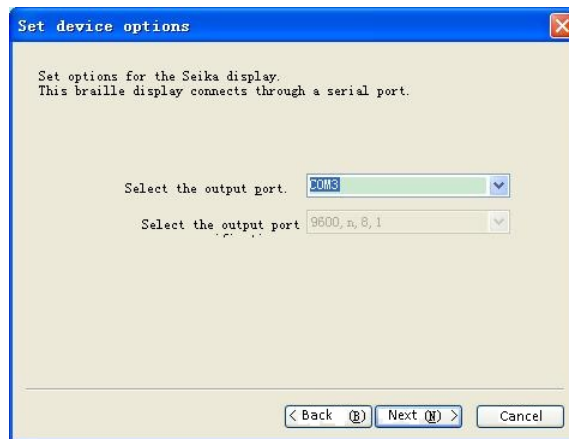 Set device options
Set options for the Seika display.
This braille display connects through a serial port.
Select the output port.
COM3
Select the output port
9600, n, 8, 1
< Back (B)
Next (N) >
Cancel